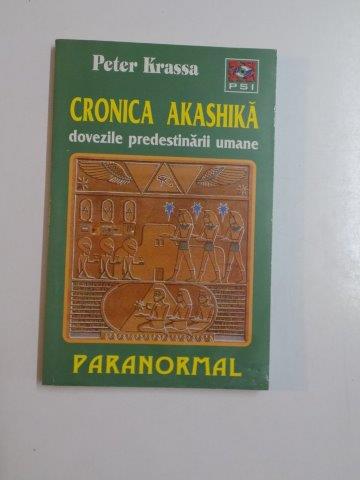 Peter Krassa
PSI
CRONICA AKASHIKĂ
dovezile predestinării umane
PARANORMAL